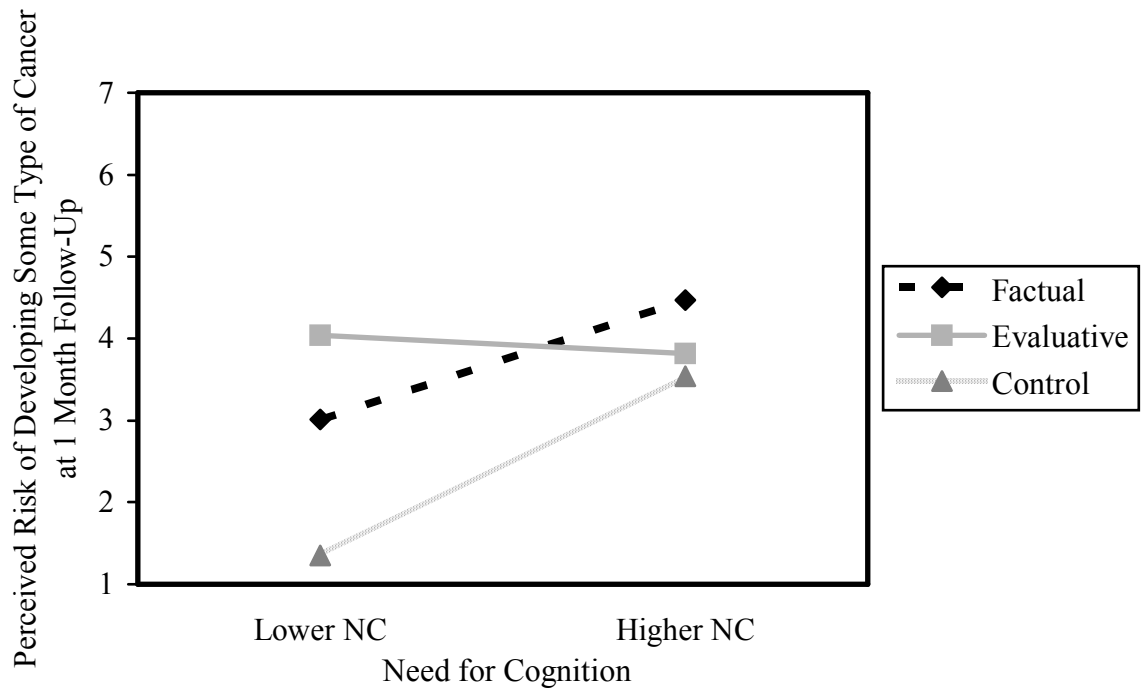 Perceived Risk of Developing Some Type of Cancer
at 1 Month Follow-Up
7
6
5
4
3
2
1
Lower NC
Higher NC
Need for Cognition
Factual
Evaluative
Control